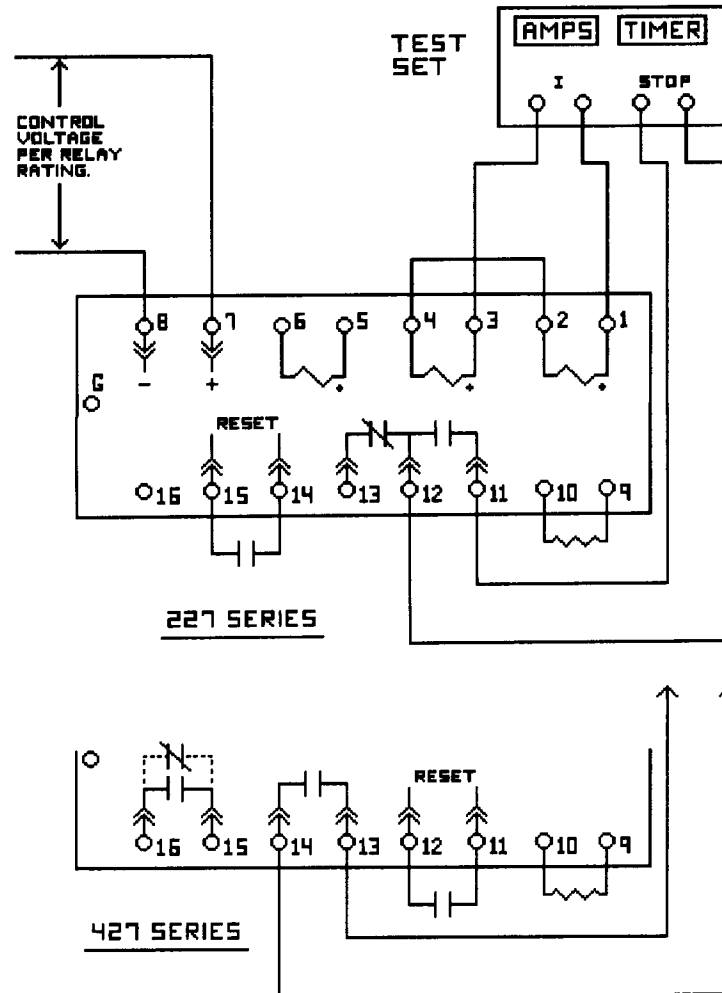 TEST
SET
AMPS TIMER
I STOP
CONTROL
VOLTAGE
PER RELAY
RATING.
8 7 6 5 4 3 2 1
- + + + +
G
RESET
16 15 14 13 12 11 10 9
227 SERIES
RESET
16 15 14 13 12 11 10 9
427 SERIES